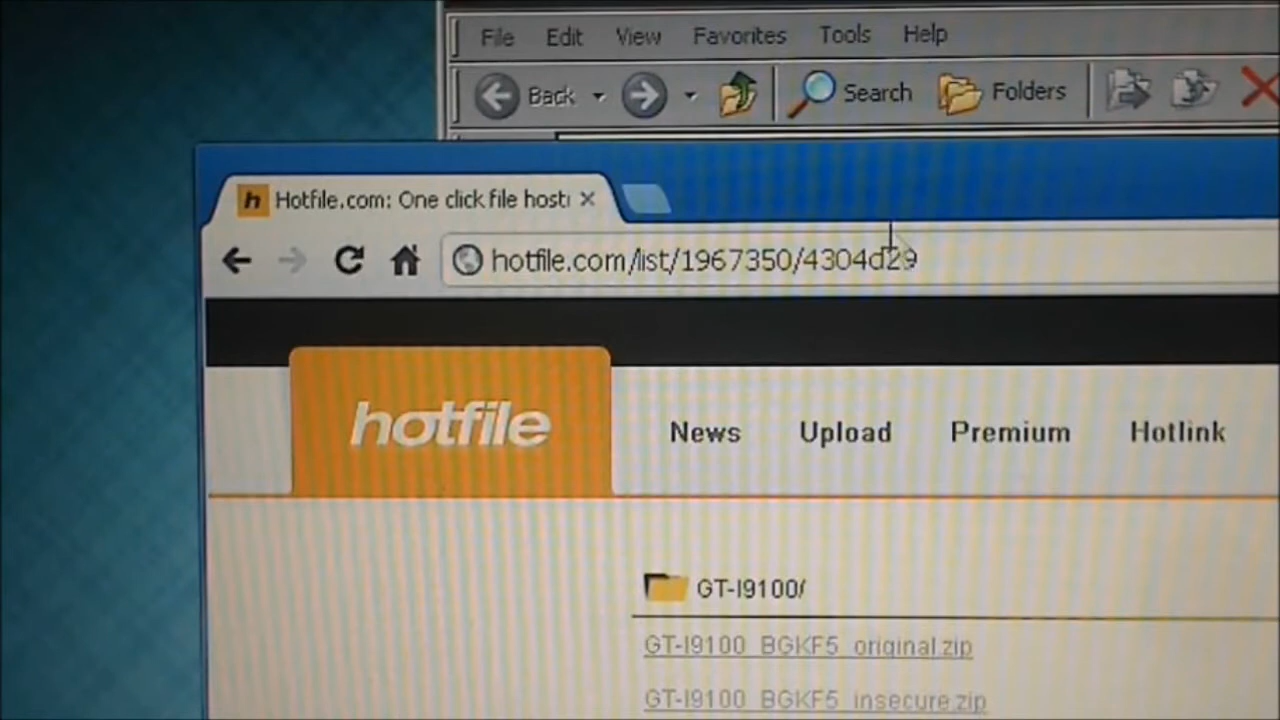 File Edit View Favorites Tools Help
Back Search Folders
h Hotfile.com: One click file hosti
hotfile.com/list/1967350/4304d29
hotfile News Upload Premium Hotlink
GT-I9100/
GT-I9100_BGKF5_original.zip
GT-I9100_BGKF5_insecure.zip